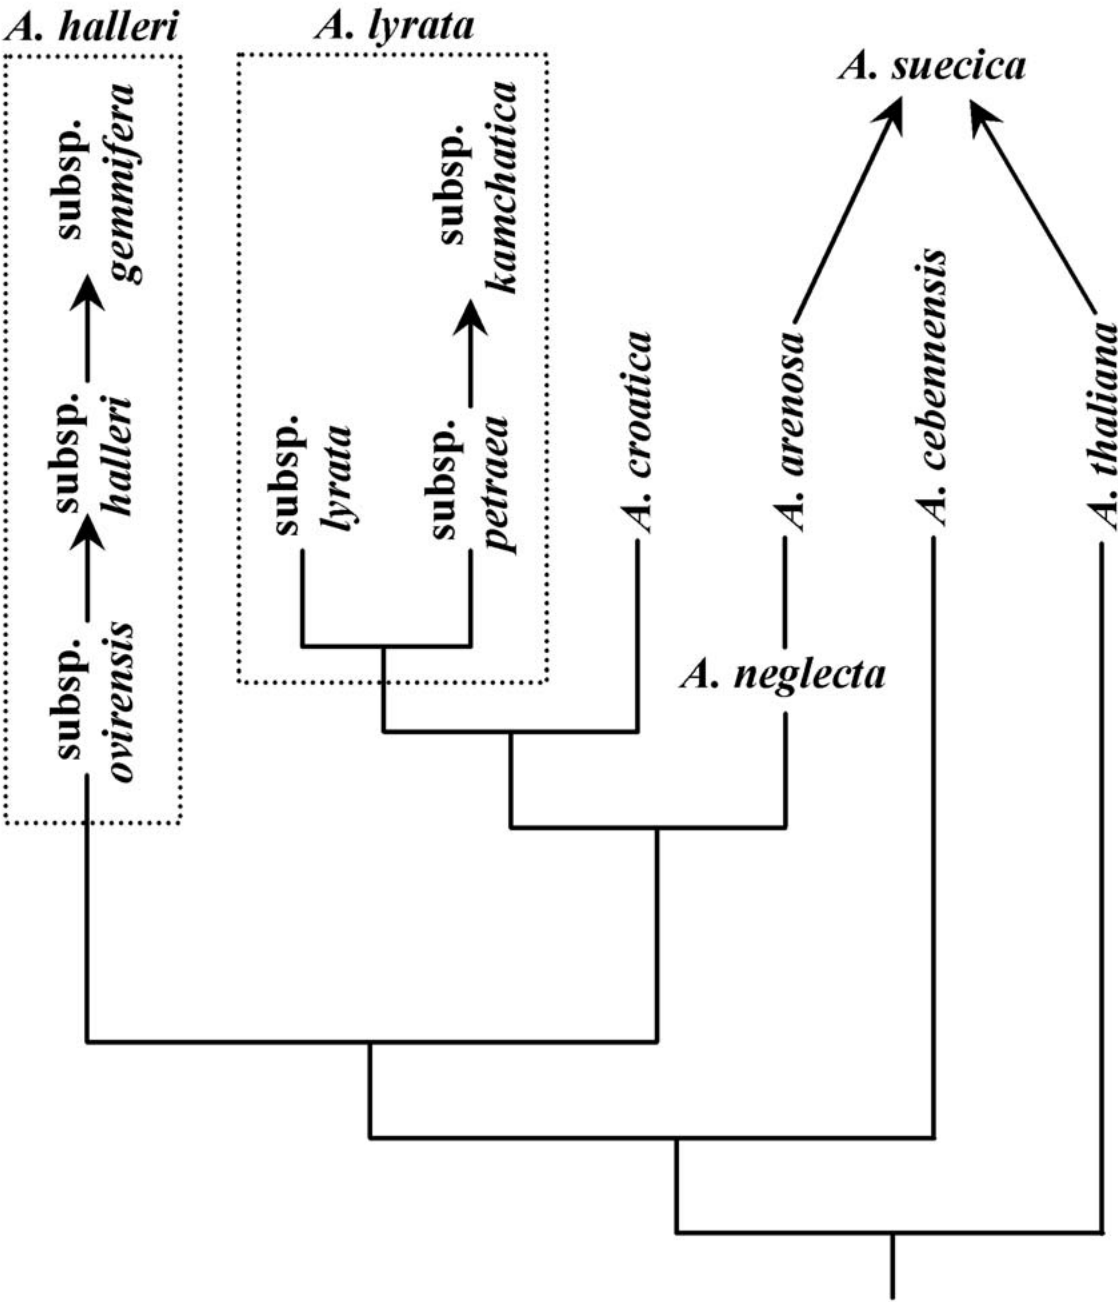 A. halleri
A. lyrata
A. suecica
subsp.
gemmifera
subsp.
kamchatica
subsp.
halleri
subsp.
lyrata
subsp.
petraea
A. croatica
A. arenosa
A. cebennensis
A. thaliana
subsp.
ovirensis
A. neglecta